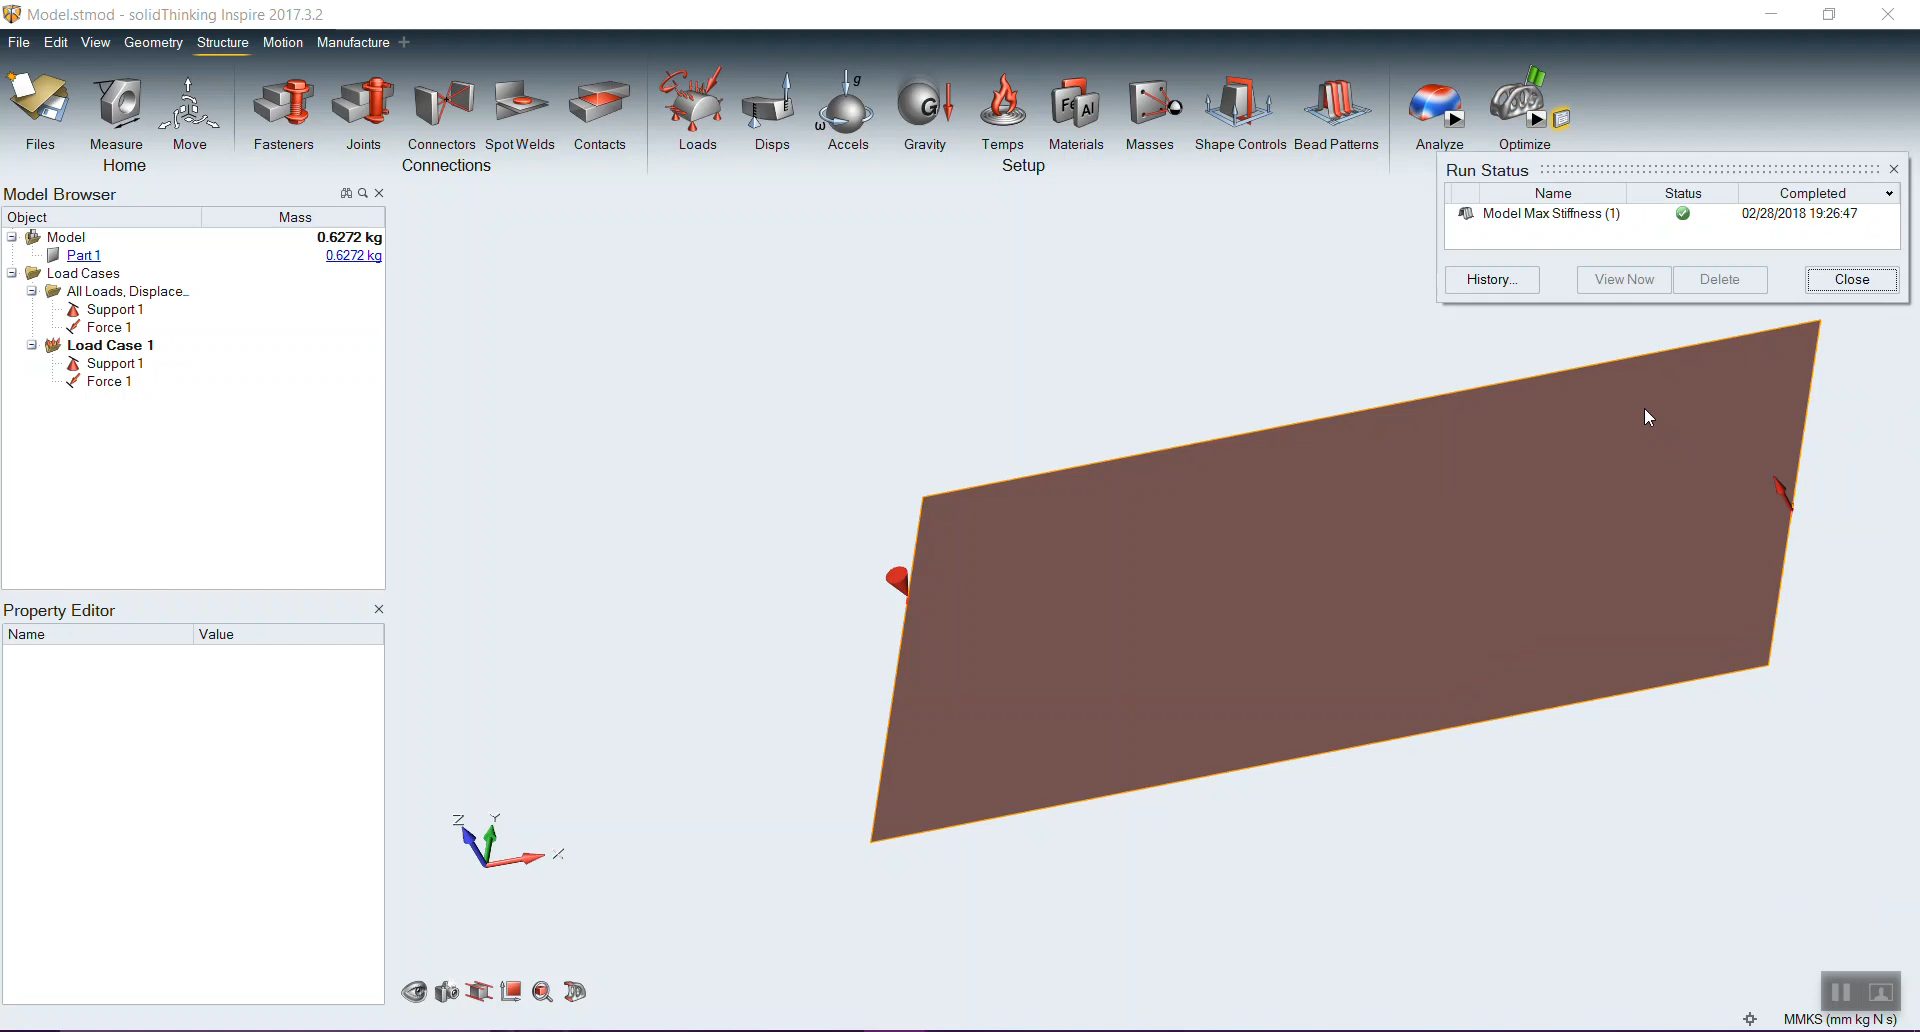 Model.stmod - solidThinking Inspire 2017.3.2
File Edit View Geometry Structure Motion Manufacture
Files Measure Move Fasteners Joints Connectors Spot Welds Contacts Loads Disps Accels Gravity Temps Materials Masses Shape Controls Bead Patterns Analyze Optimize
Home Connections Setup
g
ω
G
Fe
Al
Run Status
Name Status Completed
Model Max Stiffness (1) 02/28/2018 19:26:47
History... View Now Delete Close
Model Browser
Object Mass
Model 0.6272 kg
Part 1 0.6272 kg
Load Cases
All Loads, Displace...
Support 1
Force 1
Load Case 1
Support 1
Force 1
Property Editor
Name Value
Z Y
X
MMKS (mm kg N s)